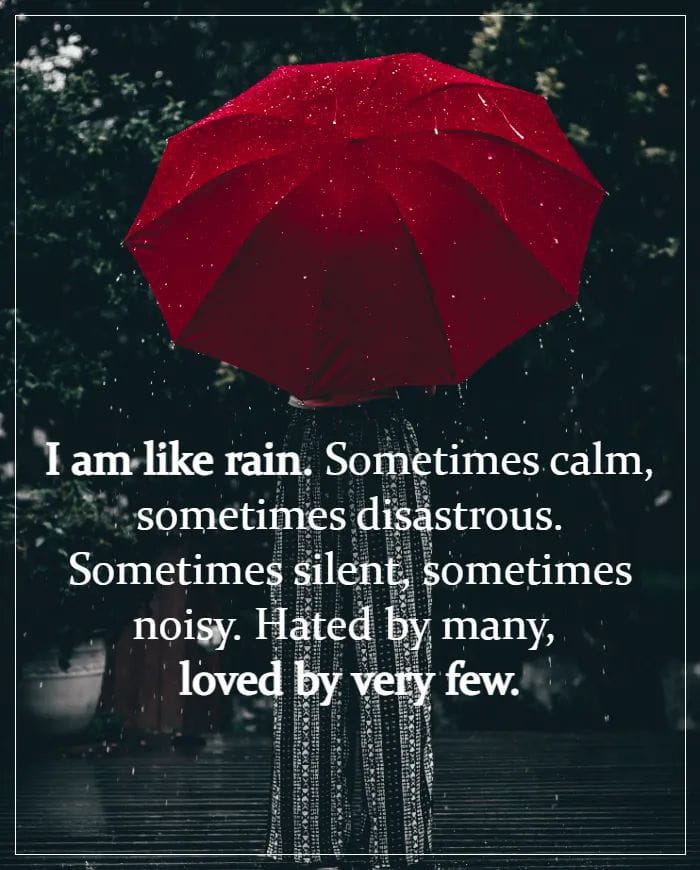 I am like rain. Sometimes calm,
sometimes disastrous.
Sometimes silent, sometimes
noisy. Hated by many,
loved by very few.